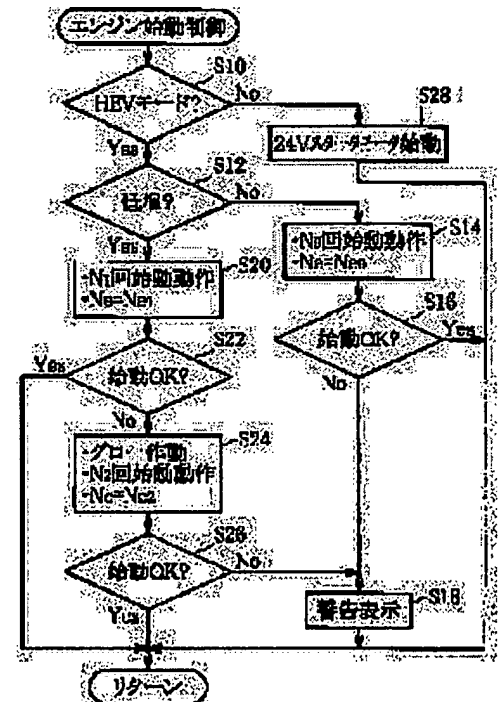 エンジン始動制御
S10
HEVモード?
No
Yes
S28
24Vスタータモータ始動
S12
低温?
No
Yes
S14
・N0回始動動作
・Ne=Ne0
S20
・N1回始動動作
・Ne=Ne1
S16
始動OK?
Yes
No
S22
始動OK?
Yes
No
S24
・グロー作動
・N2回始動動作
・Ne=Ne2
S26
始動OK?
No
Yes
S18
警告表示
リターン